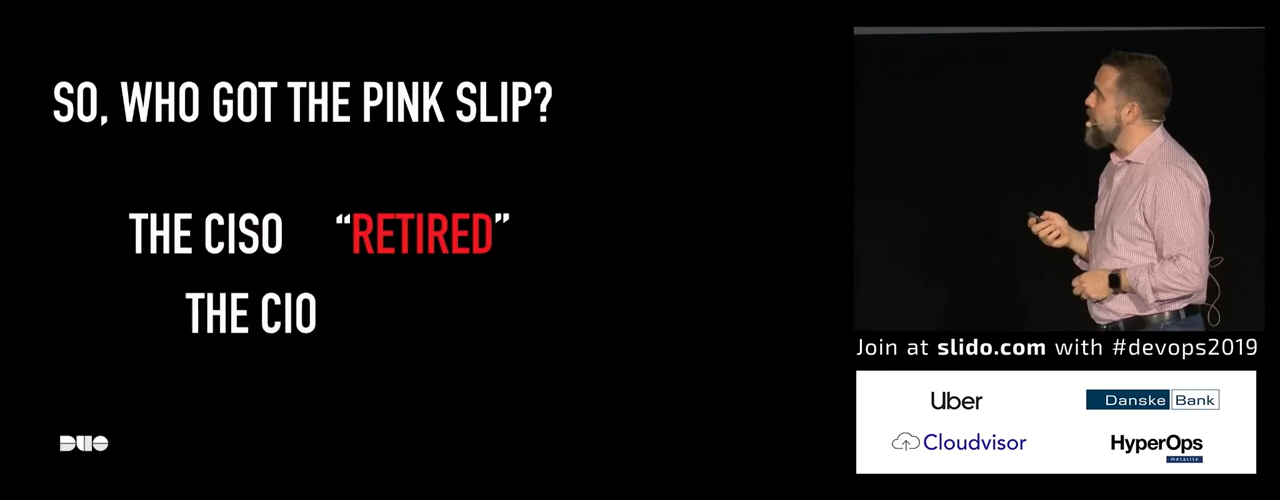 SO, WHO GOT THE PINK SLIP?
THE CISO “RETIRED”
THE CIO
DUO
Join at slido.com with #devops2019
Uber
Danske Bank
Cloudvisor
HyperOps
metasite